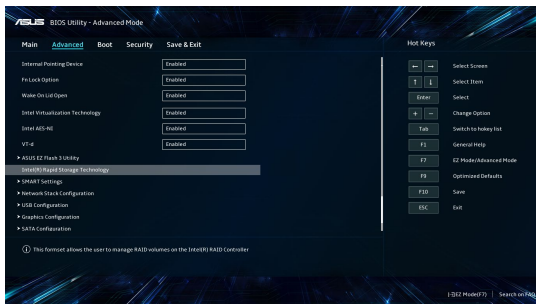 ASUS BIOS Utility - Advanced Mode
Main Advanced Boot Security Save & Exit
Hot Keys
Internal Pointing Device Enabled
Fn Lock Option Enabled
Wake On Lid Open Enabled
Intel Virtualization Technology Enabled
Intel AES-NI Enabled
VT-d Enabled
> ASUS EZ Flash 3 Utility
Intel(R) Rapid Storage Technology
> SMART Settings
> Network Stack Configuration
> USB Configuration
> Graphics Configuration
> SATA Configuration
i This formset allows the user to manage RAID volumes on the Intel(R) RAID Controller
← → Select Screen
↑ ↓ Select Item
Enter Select
+ - Change Option
Tab Switch to hokey list
F1 General Help
F7 EZ Mode/Advanced Mode
F9 Optimized Defaults
F10 Save
ESC Exit
EZ Mode(F7) | Search on FAQ